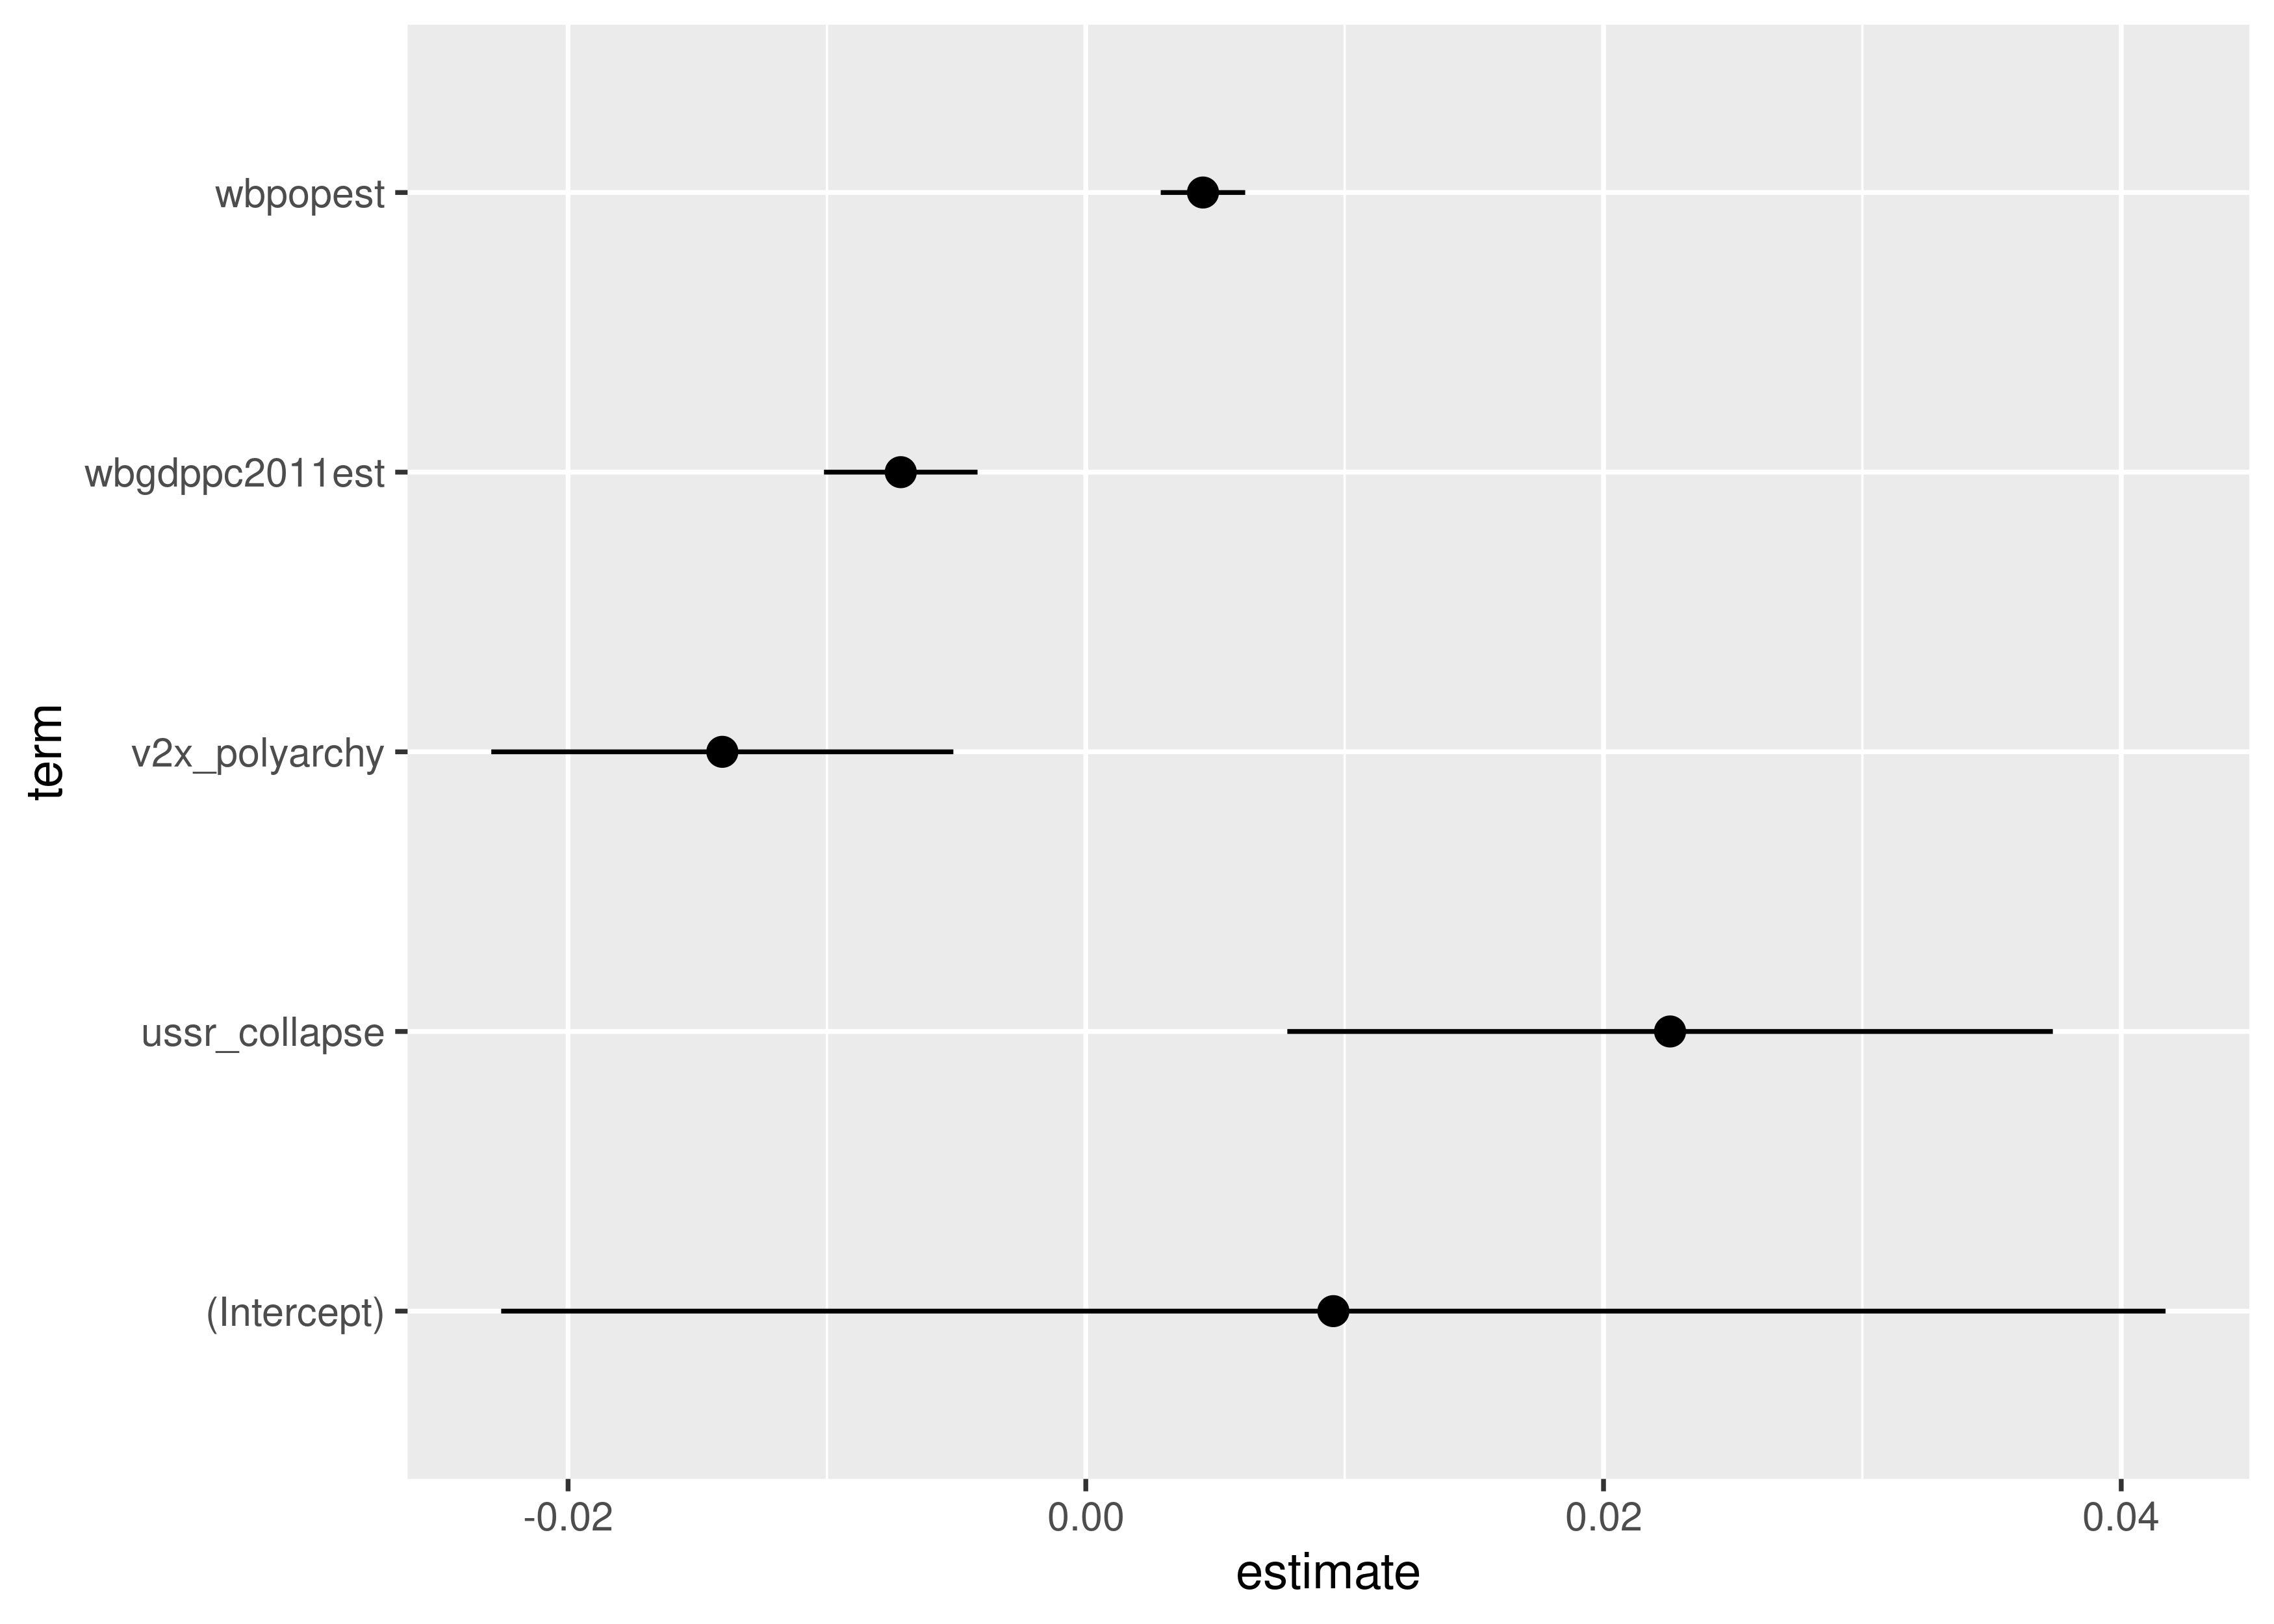 wbpopest
wbgdppc2011est
v2x_polyarchy
ussr_collapse
(Intercept)
term
-0.02 0.00 0.02 0.04
estimate